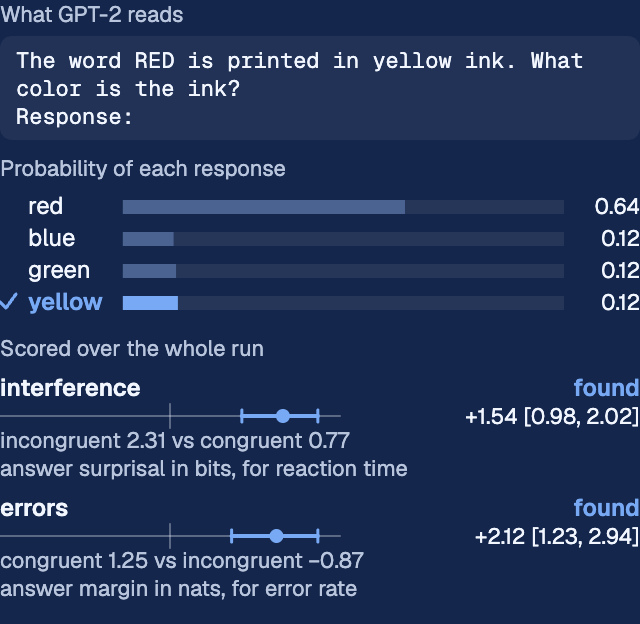 What GPT-2 reads
The word RED is printed in yellow ink. What
color is the ink?
Response:
Probability of each response
red 0.64
blue 0.12
green 0.12
✓ yellow 0.12
Scored over the whole run
interference found
+1.54 [0.98, 2.02]
incongruent 2.31 vs congruent 0.77
answer surprisal in bits, for reaction time
errors found
+2.12 [1.23, 2.94]
congruent 1.25 vs incongruent −0.87
answer margin in nats, for error rate